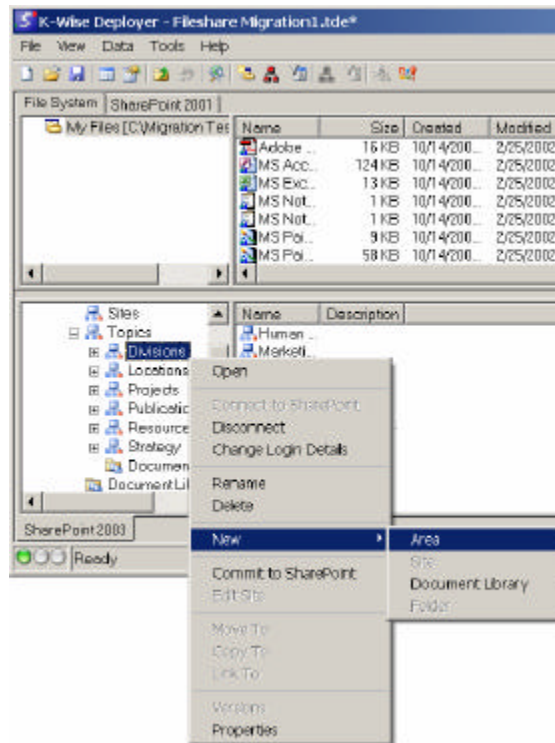 K-Wise Deployer - Fileshare Migration1.tde*
File View Data Tools Help
File System SharePoint 2001
My Files [C:\Migration Tes
Name Size Created Modified
Adobe ... 16 KB 10/14/200... 2/25/2002
MS Acc... 124 KB 10/14/200... 2/25/2002
MS Exc... 13 KB 10/14/200... 2/25/2002
MS Not... 1 KB 10/14/200... 2/25/2002
MS Not... 1 KB 10/14/200... 2/25/2002
MS Pai... 9 KB 10/14/200... 2/25/2002
MS Pai... 58 KB 10/14/200... 2/25/2002
Sites
Topics
Divisions
Locations
Projects
Publicatic
Resource
Strategy
Documen
DocumentLi
Name Description
Human ...
Marketi...
SharePoint 2003
Ready
Open
Connect to SharePoint
Disconnect
Change Login Details
Rename
Delete
New
Commit to SharePoint
Edit Site
Move To
Copy To
Link To
Versions
Properties
Area
Site
Document Library
Folder